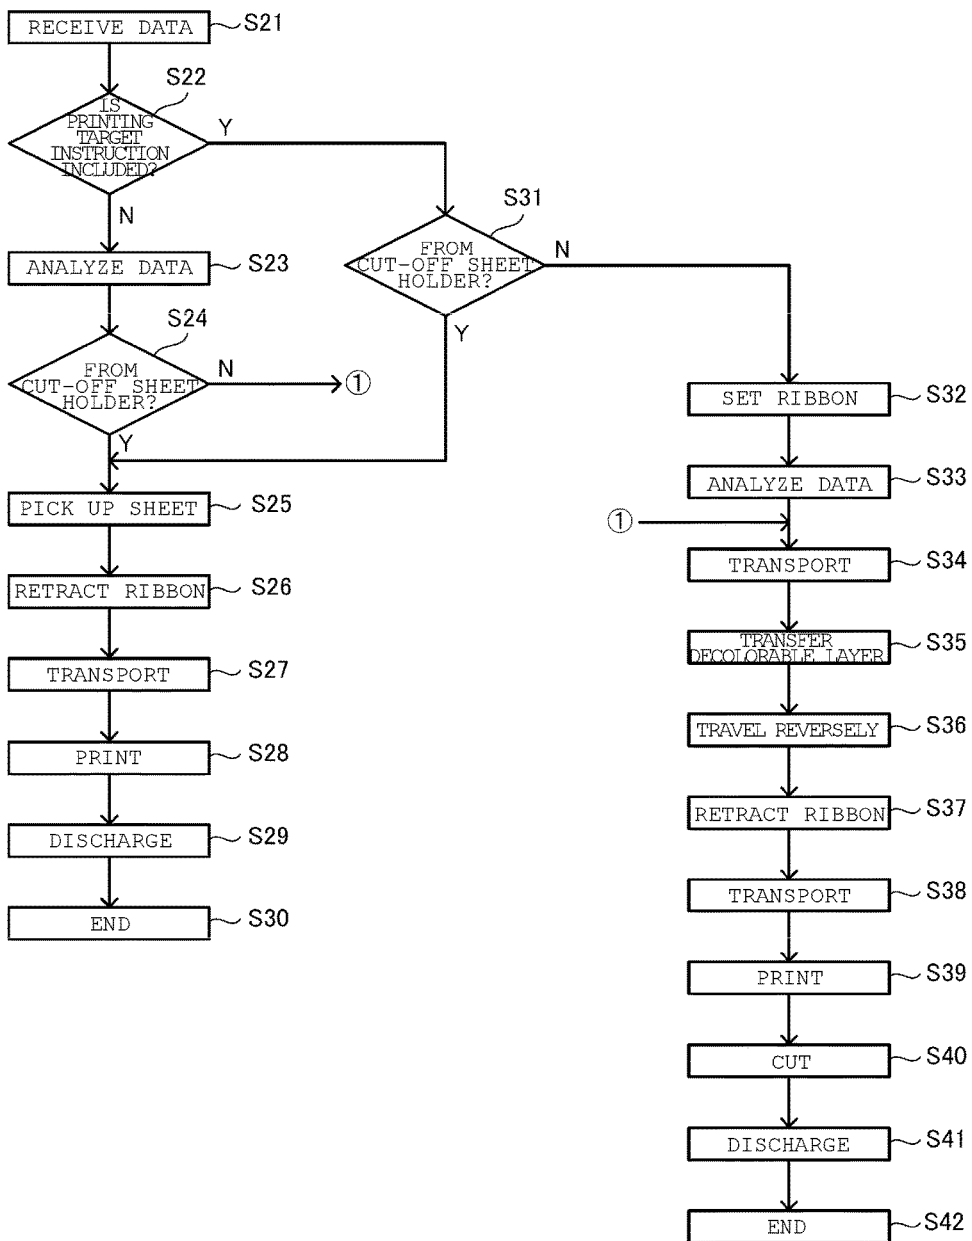 RECEIVE DATA
S21
S22
IS
PRINTING
TARGET
INSTRUCTION
INCLUDED?
Y
N
S31
FROM
CUT-OFF SHEET
HOLDER?
N
Y
ANALYZE DATA
S23
S24
FROM
CUT-OFF SHEET
HOLDER?
N
①
Y
SET RIBBON
S32
ANALYZE DATA
S33
PICK UP SHEET
S25
①
TRANSPORT
S34
RETRACT RIBBON
S26
TRANSFER
DECOLORABLE LAYER
S35
TRANSPORT
S27
TRAVEL REVERSELY
S36
PRINT
S28
RETRACT RIBBON
S37
DISCHARGE
S29
TRANSPORT
S38
END
S30
PRINT
S39
CUT
S40
DISCHARGE
S41
END
S42